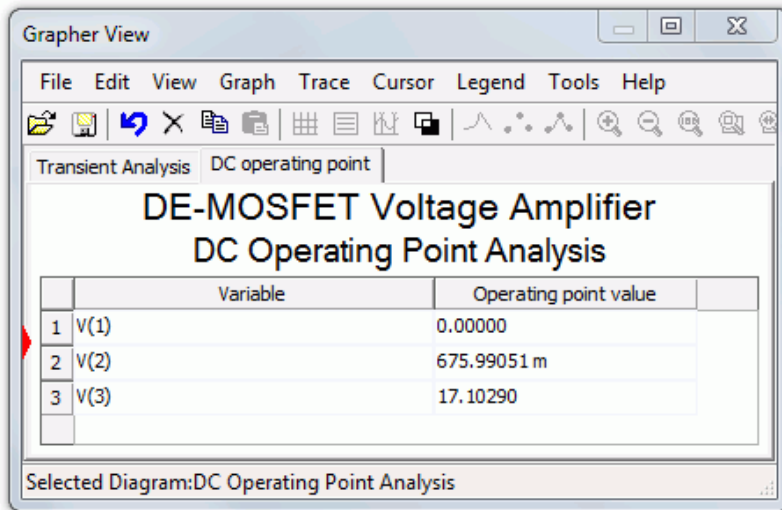 Grapher View
File Edit View Graph Trace Cursor Legend Tools Help
Transient Analysis DC operating point
DE-MOSFET Voltage Amplifier
DC Operating Point Analysis
Variable Operating point value
1 V(1) 0.00000
2 V(2) 675.99051 m
3 V(3) 17.10290
Selected Diagram:DC Operating Point Analysis